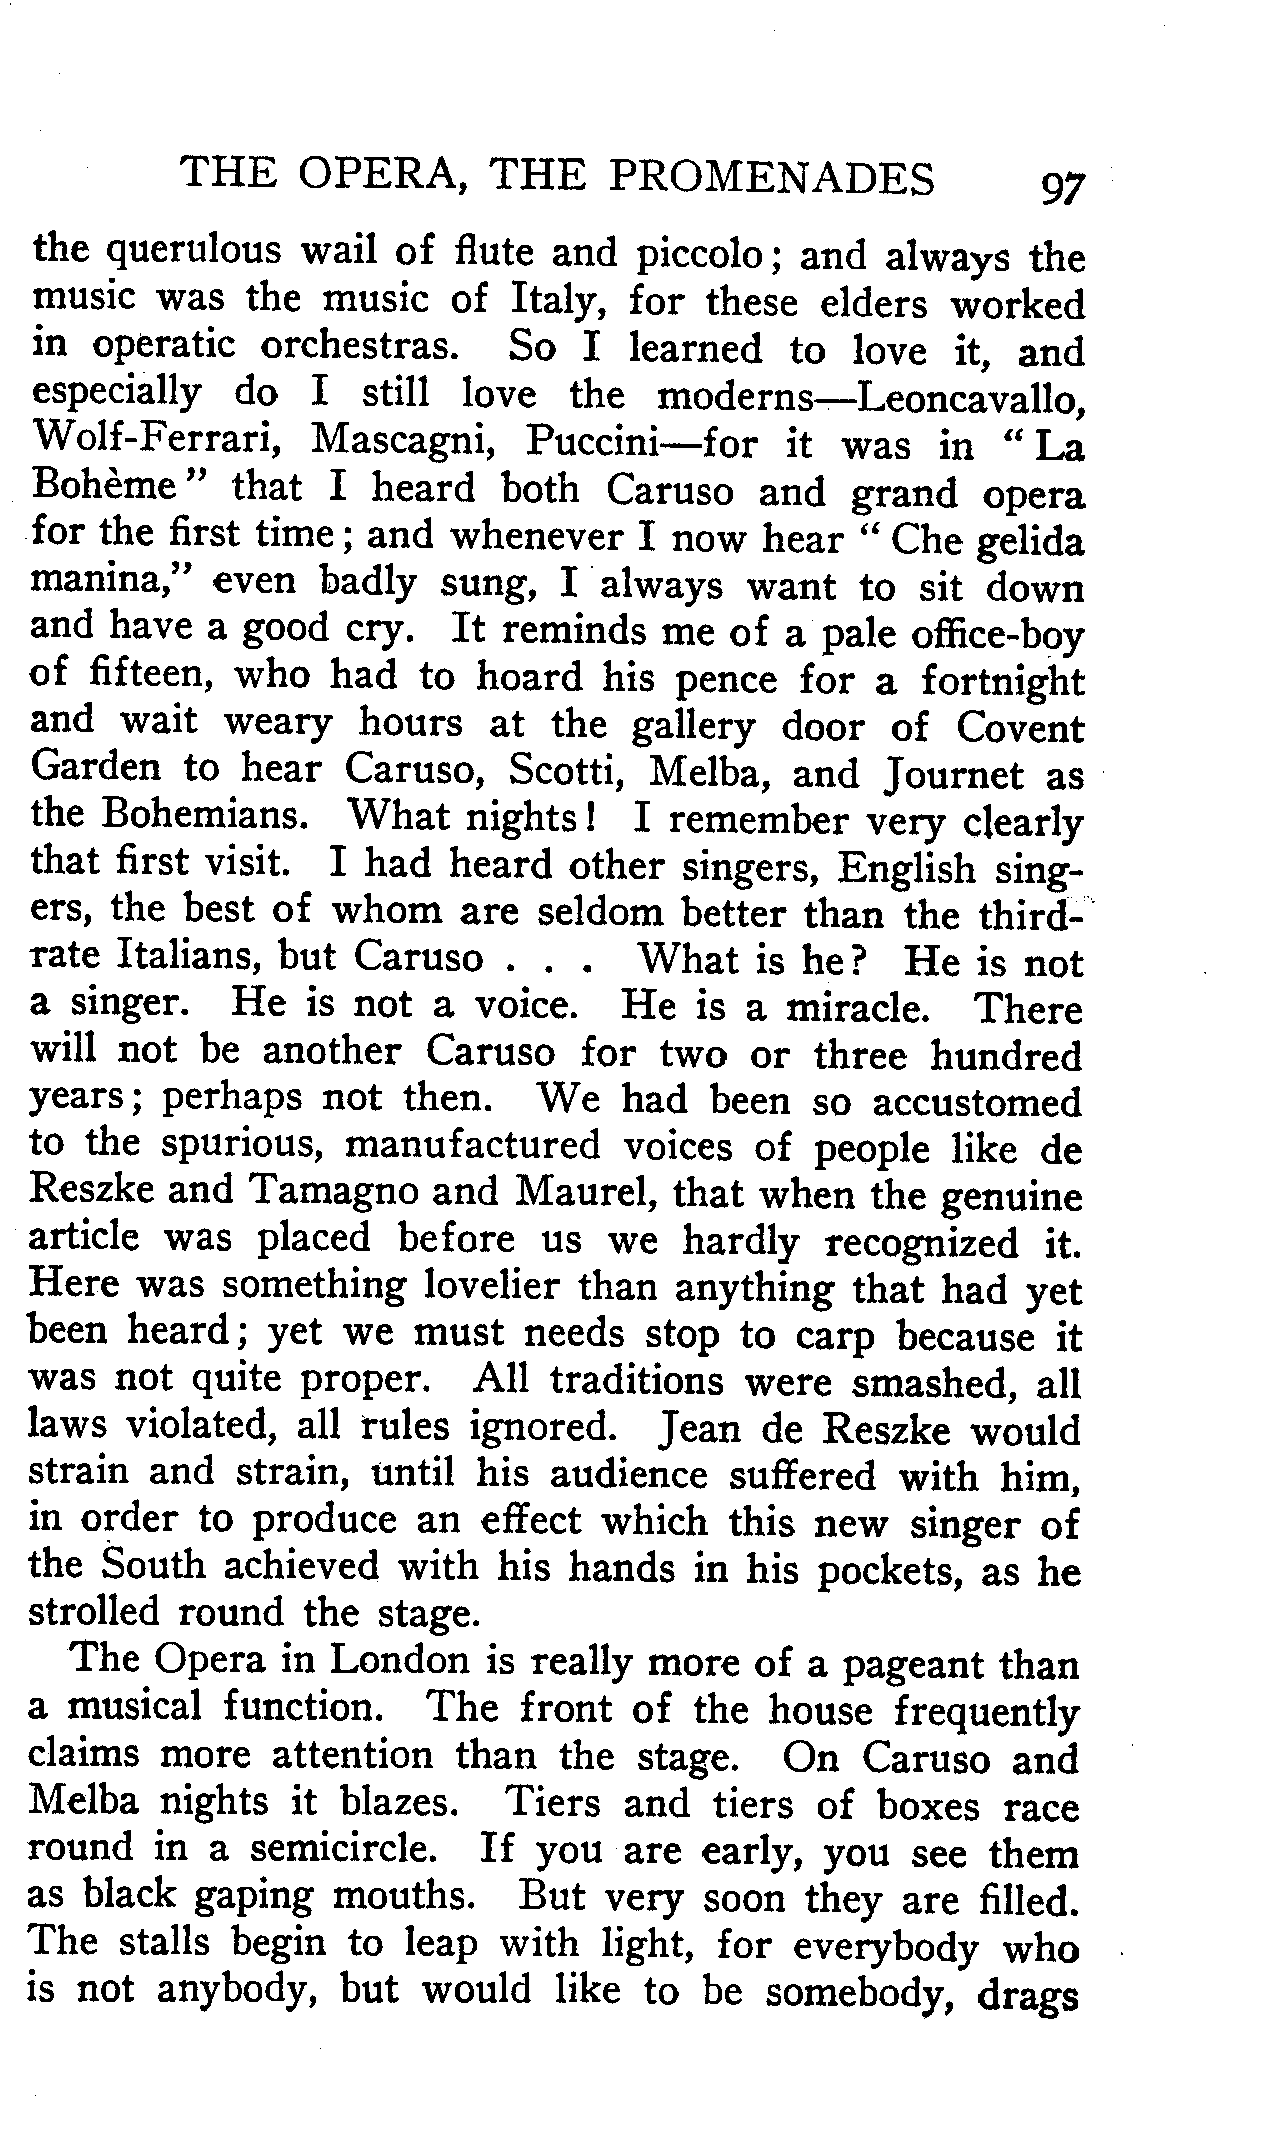 THE OPERA, THE PROMENADES 97
the querulous wail of flute and piccolo; and always the
music was the music of Italy, for these elders worked
in operatic orchestras. So I learned to love it, and
especially do I still love the moderns—Leoncavallo,
Wolf-Ferrari, Mascagni, Puccini—for it was in "La
Bohème" that I heard both Caruso and grand opera
for the first time; and whenever I now hear "Che gelida
manina," even badly sung, I always want to sit down
and have a good cry. It reminds me of a pale office-boy
of fifteen, who had to hoard his pence for a fortnight
and wait weary hours at the gallery door of Covent
Garden to hear Caruso, Scotti, Melba, and Journet as
the Bohemians. What nights! I remember very clearly
that first visit. I had heard other singers, English sing-
ers, the best of whom are seldom better than the third-
rate Italians, but Caruso . . . What is he? He is not
a singer. He is not a voice. He is a miracle. There
will not be another Caruso for two or three hundred
years; perhaps not then. We had been so accustomed
to the spurious, manufactured voices of people like de
Reszke and Tamagno and Maurel, that when the genuine
article was placed before us we hardly recognized it.
Here was something lovelier than anything that had yet
been heard; yet we must needs stop to carp because it
was not quite proper. All traditions were smashed, all
laws violated, all rules ignored. Jean de Reszke would
strain and strain, until his audience suffered with him,
in order to produce an effect which this new singer of
the South achieved with his hands in his pockets, as he
strolled round the stage.
The Opera in London is really more of a pageant than
a musical function. The front of the house frequently
claims more attention than the stage. On Caruso and
Melba nights it blazes. Tiers and tiers of boxes race
round in a semicircle. If you are early, you see them
as black gaping mouths. But very soon they are filled.
The stalls begin to leap with light, for everybody who
is not anybody, but would like to be somebody, drags